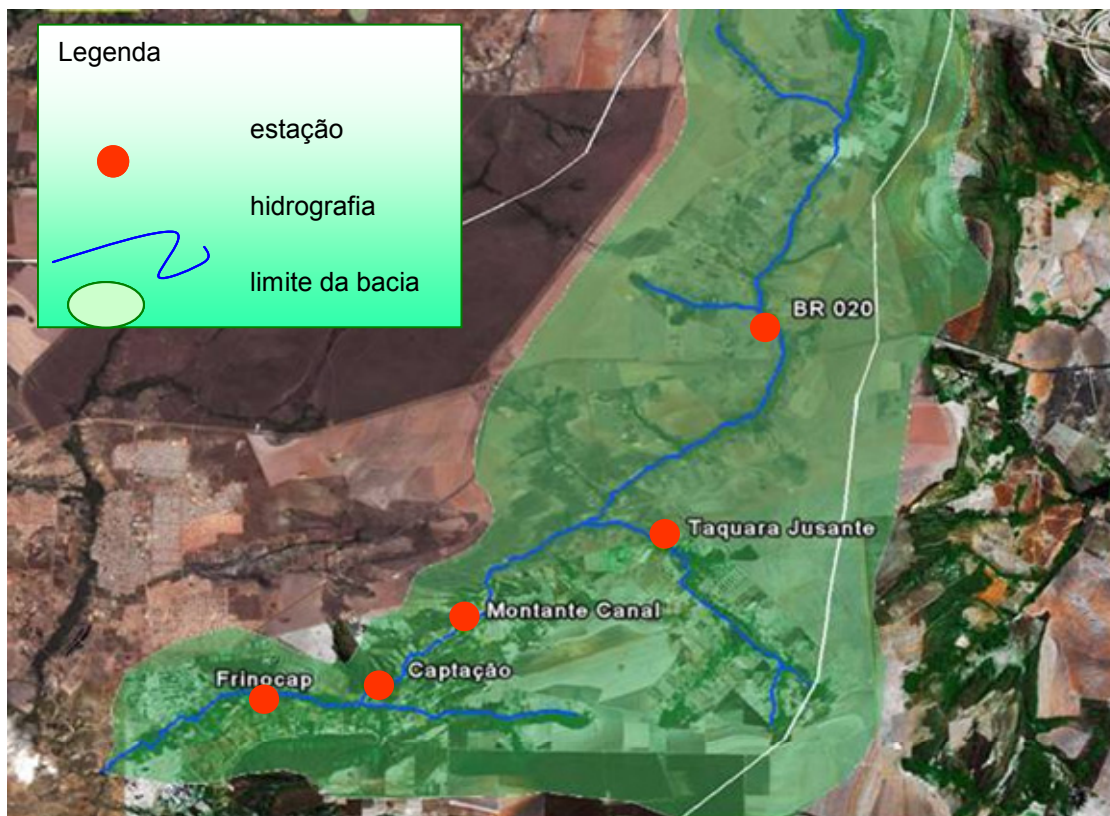 Legenda
estação
hidrografia
limite da bacia
BR 020
Taquara Jusante
Montante Canal
Captação
Frinocap